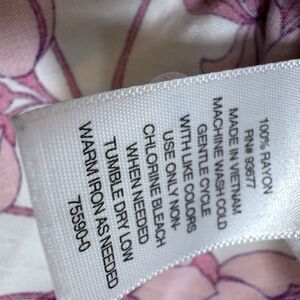 100% RAYON
RN# 93677
MADE IN VIETNAM
MACHINE WASH COLD
GENTLE CYCLE
WITH LIKE COLORS
USE ONLY NON-
CHLORINE BLEACH
WHEN NEEDED
TUMBLE DRY LOW
WARM IRON AS NEEDED
75590-0